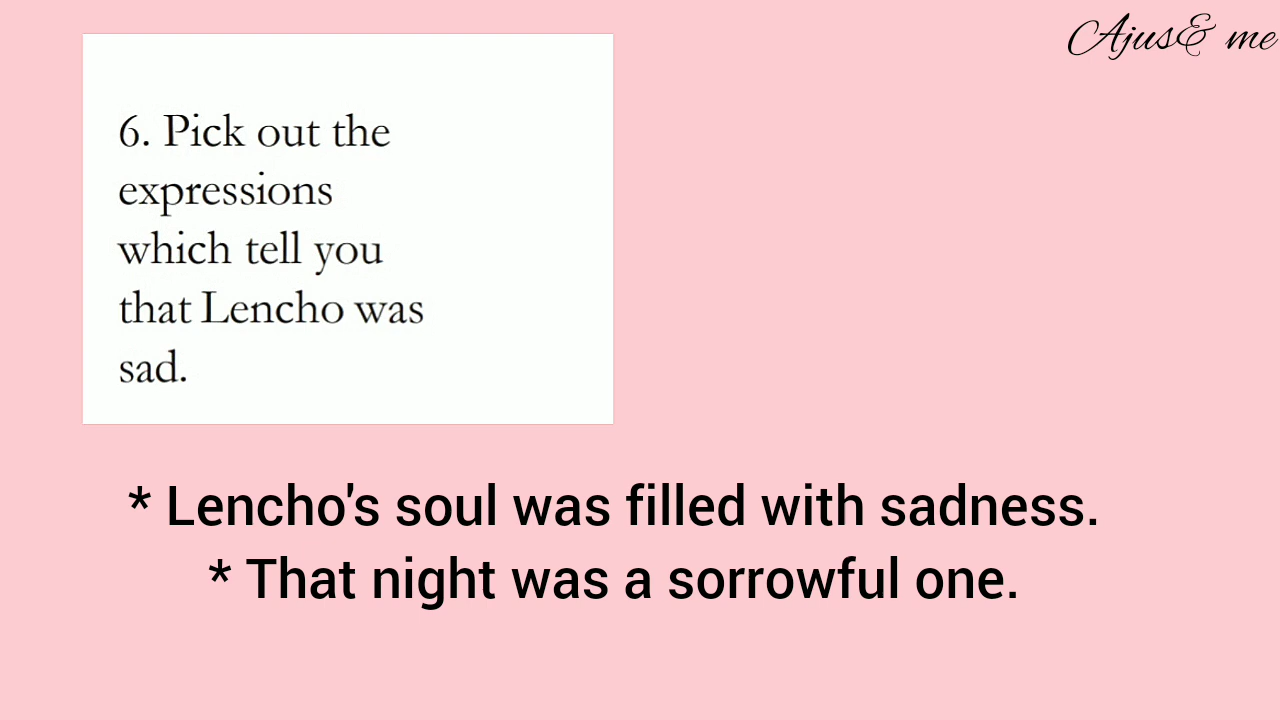 Ajus& me
6. Pick out the
expressions
which tell you
that Lencho was
sad.
* Lencho's soul was filled with sadness.
* That night was a sorrowful one.